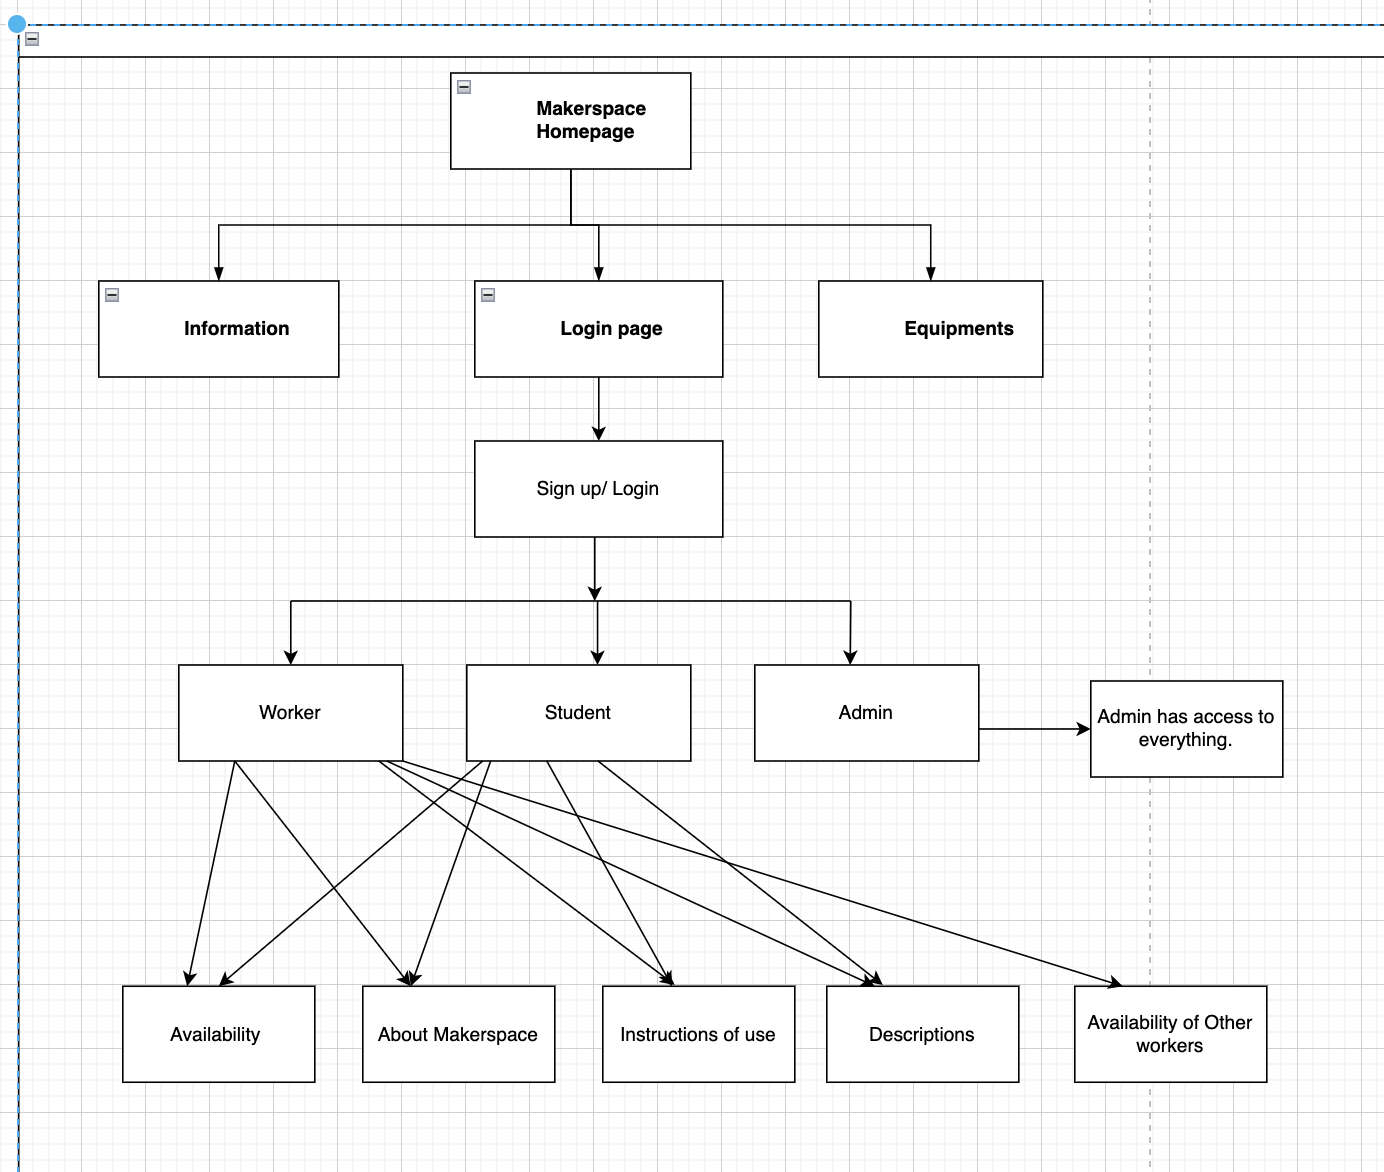 Makerspace
Homepage
Information
Login page
Equipments
Sign up/ Login
Worker
Student
Admin
Admin has access to
everything.
Availability
About Makerspace
Instructions of use
Descriptions
Availability of Other
workers